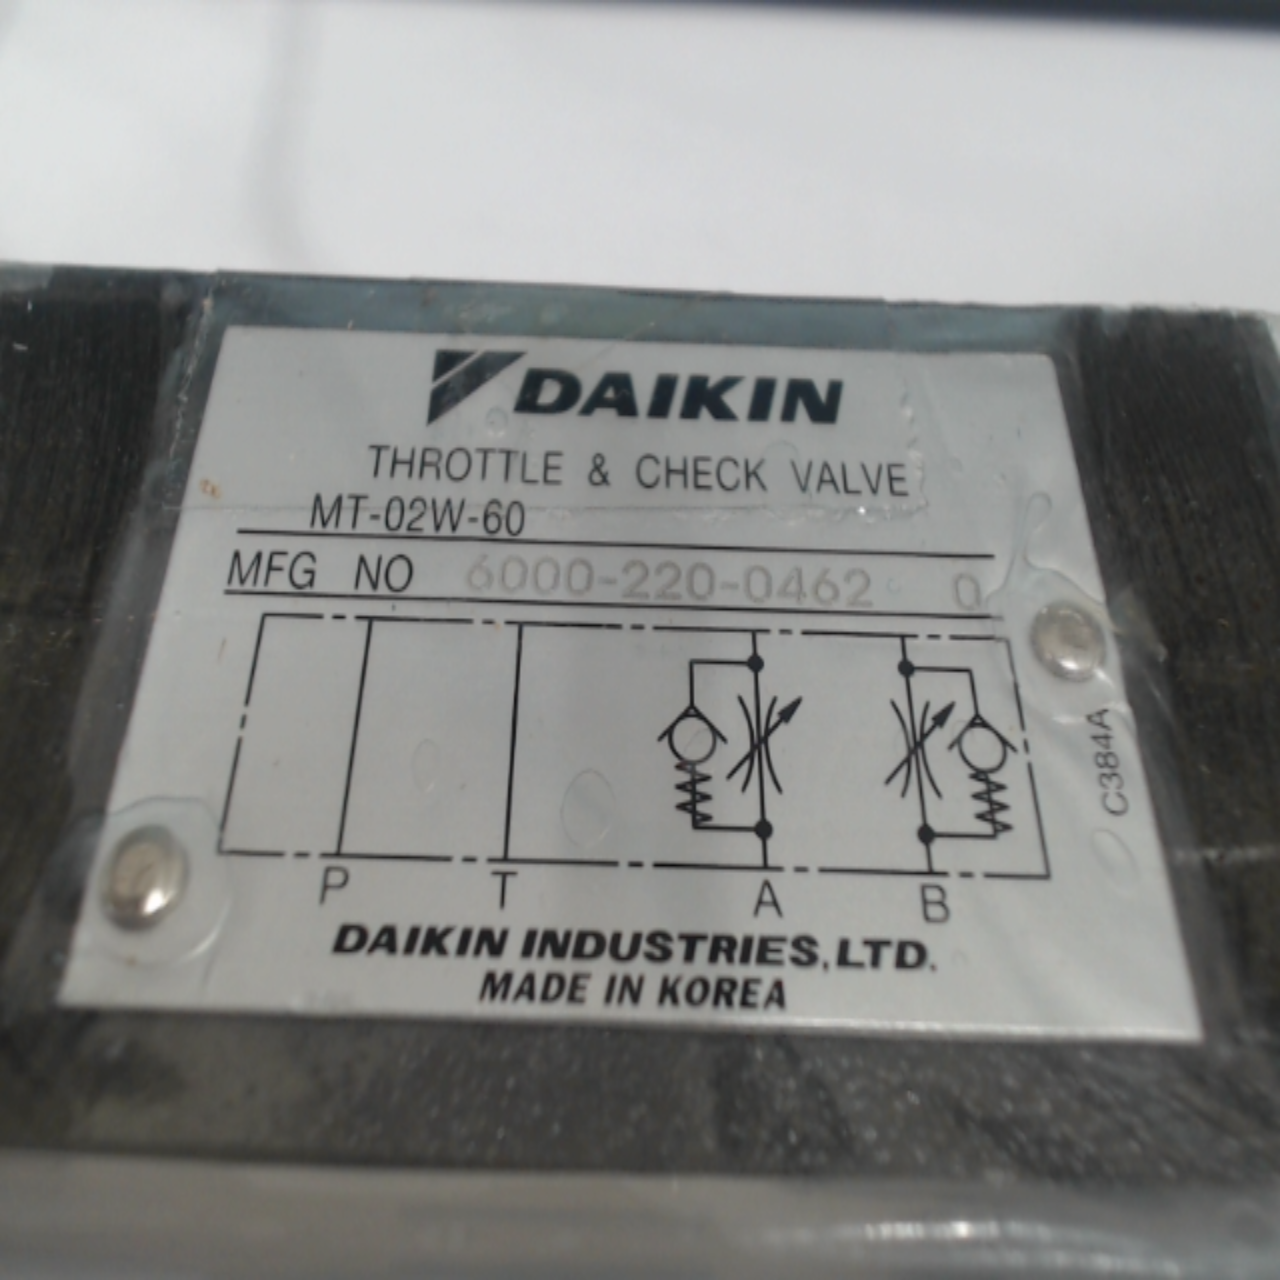 DAIKIN
THROTTLE & CHECK VALVE
MT-02W-60
MFG NO 6000-220-0462 0
C384A
P T A B
DAIKIN INDUSTRIES, LTD.
MADE IN KOREA